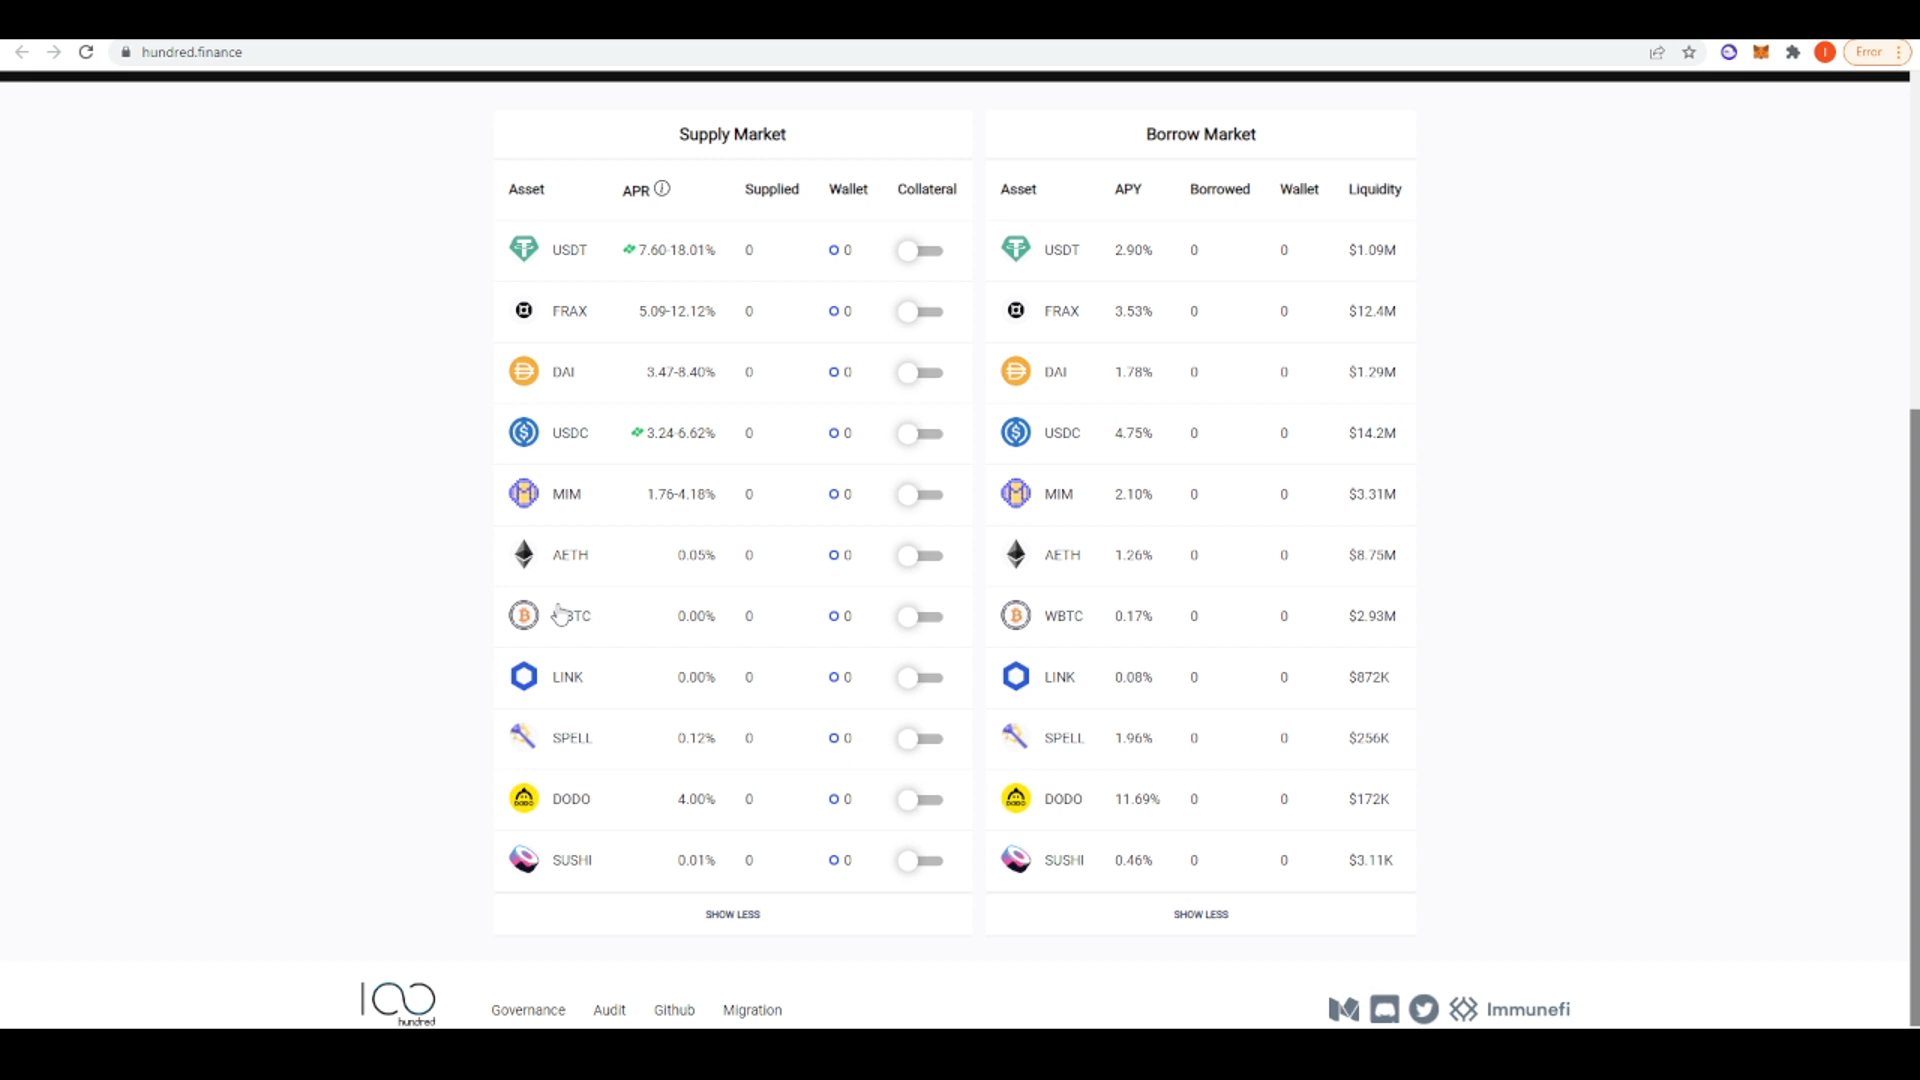 hundred.finance
Error
Supply Market
Borrow Market
Asset APR Supplied Wallet Collateral
Asset APY Borrowed Wallet Liquidity
USDT 7.60-18.01% 0 0
USDT 2.90% 0 0 $1.09M
FRAX 5.09-12.12% 0 0
FRAX 3.53% 0 0 $12.4M
DAI 3.47-8.40% 0 0
DAI 1.78% 0 0 $1.29M
USDC 3.24-6.62% 0 0
USDC 4.75% 0 0 $14.2M
MIM 1.76-4.18% 0 0
MIM 2.10% 0 0 $3.31M
AETH 0.05% 0 0
AETH 1.26% 0 0 $8.75M
BTC 0.00% 0 0
WBTC 0.17% 0 0 $2.93M
LINK 0.00% 0 0
LINK 0.08% 0 0 $872K
SPELL 0.12% 0 0
SPELL 1.96% 0 0 $256K
DODO 4.00% 0 0
DODO 11.69% 0 0 $172K
SUSHI 0.01% 0 0
SUSHI 0.46% 0 0 $3.11K
SHOW LESS
SHOW LESS
hundred
Governance Audit Github Migration
Immunefi